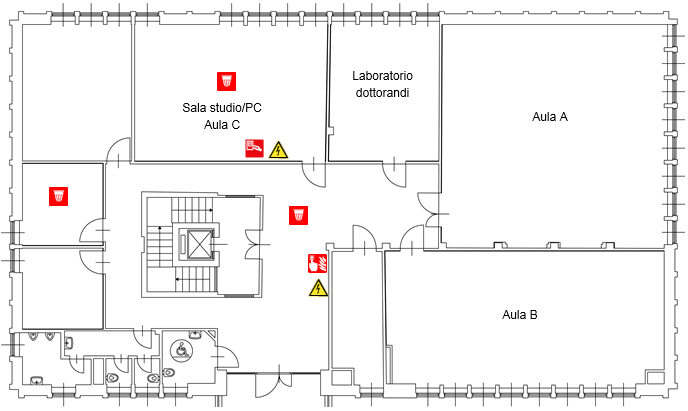 Laboratorio
dottorandi
Sala studio/PC
Aula C
Aula A
Aula B